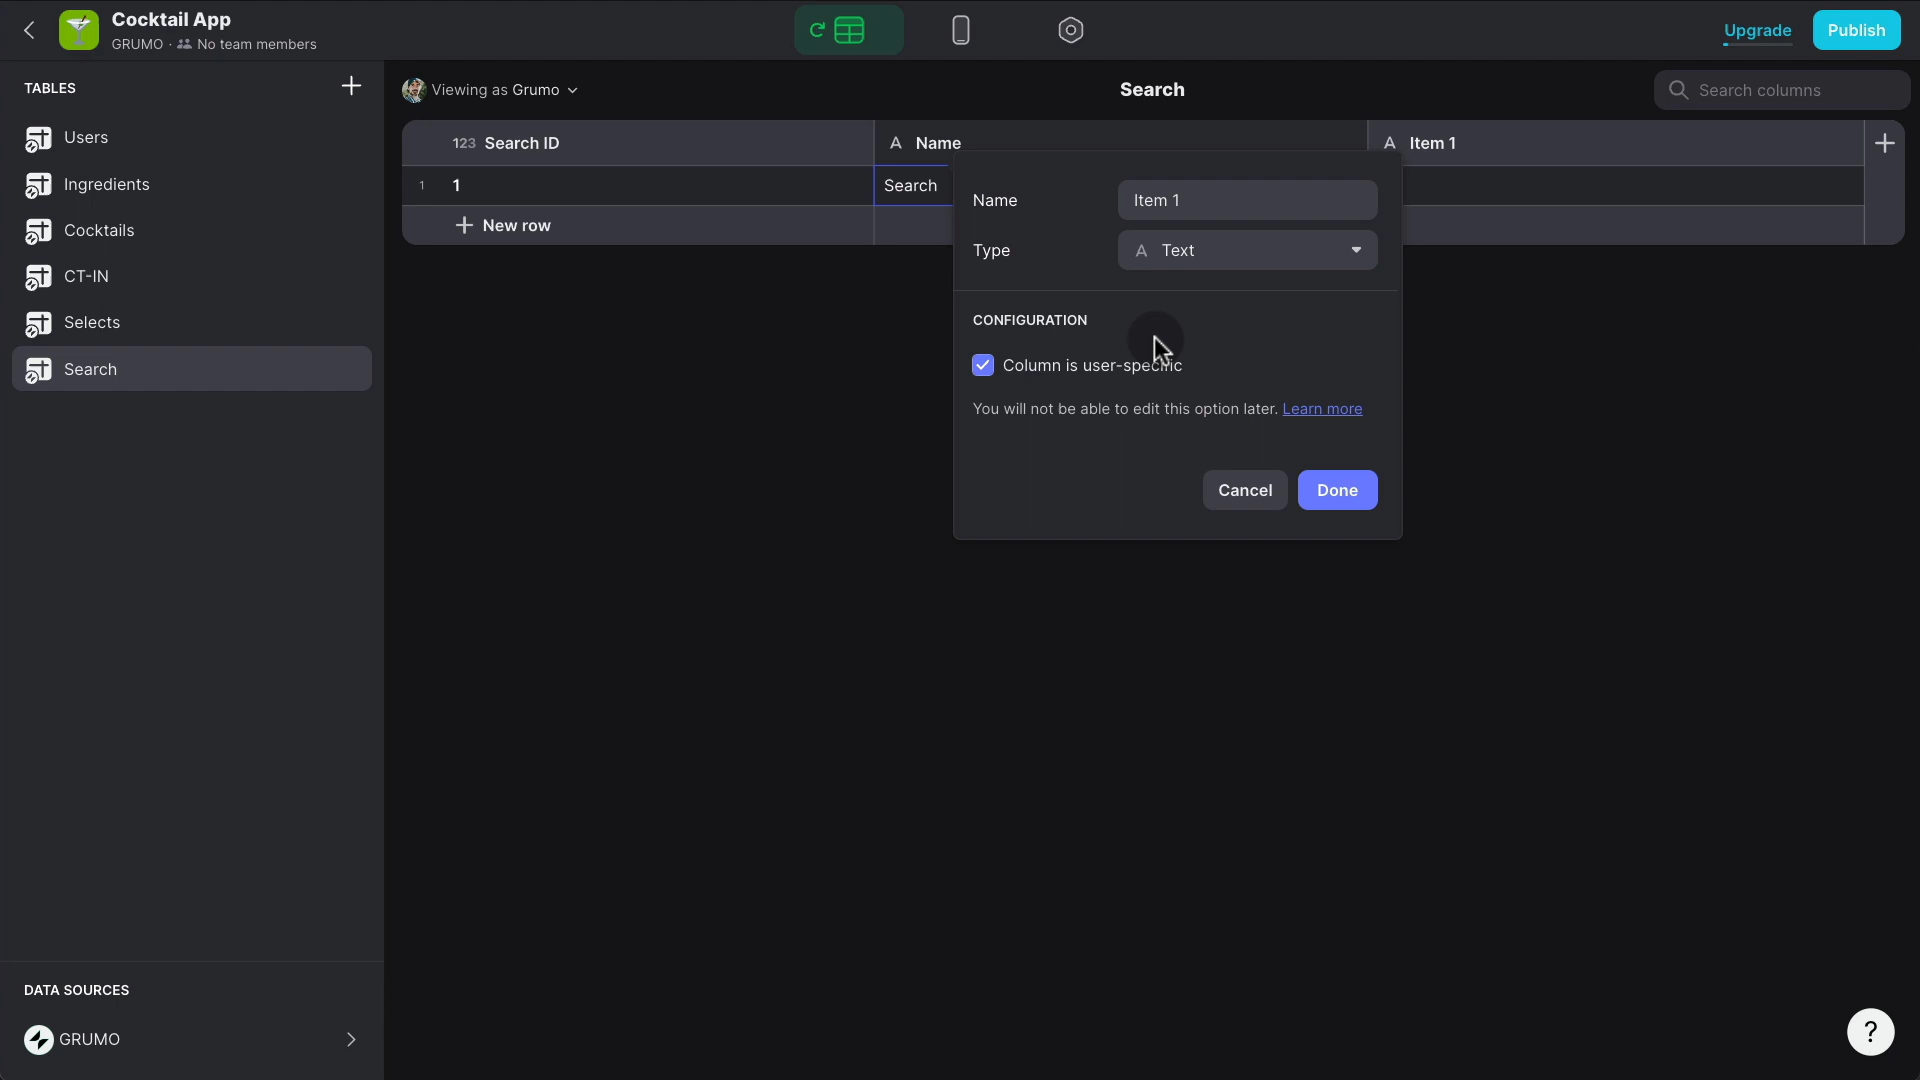 Cocktail App
GRUMO · No team members
Upgrade
Publish
TABLES
Users
Ingredients
Cocktails
CT-IN
Selects
Search
Viewing as Grumo
Search
Search columns
123 Search ID
A Name
A Item 1
1 1
Search
New row
Name
Item 1
Type
A Text
CONFIGURATION
Column is user-specific
You will not be able to edit this option later. Learn more
Cancel
Done
DATA SOURCES
GRUMO
?